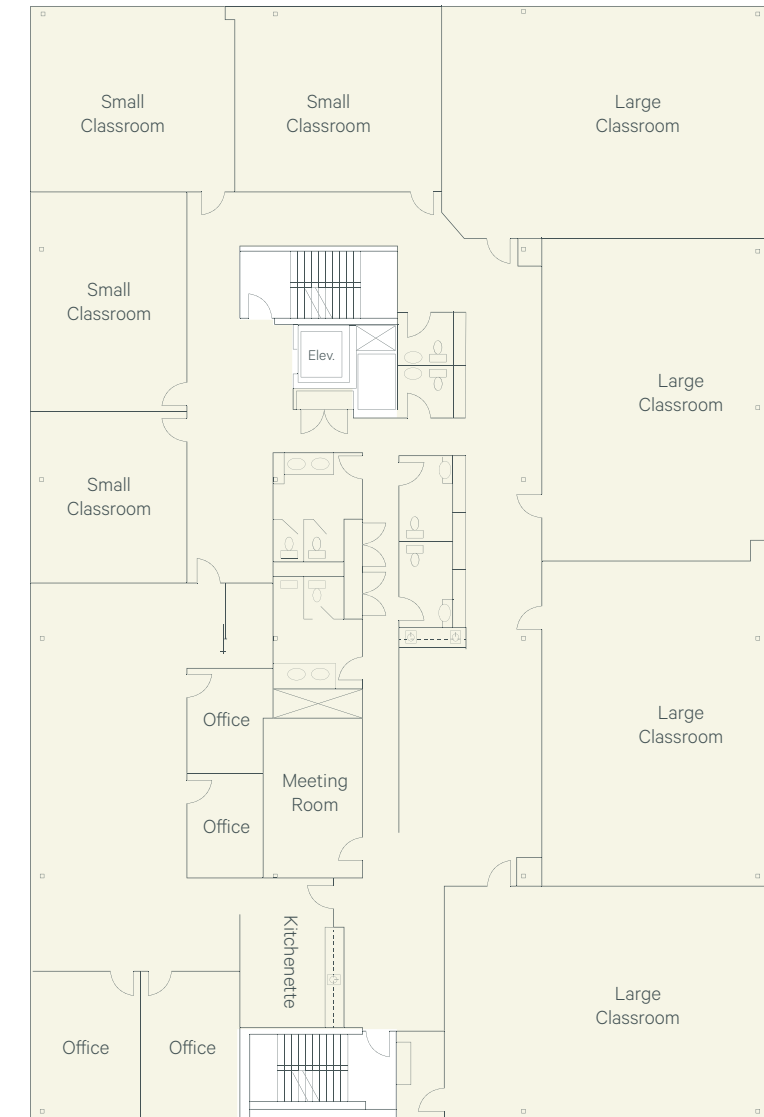 Small
Classroom
Small
Classroom
Large
Classroom
Small
Classroom
Elev.
Large
Classroom
Small
Classroom
Office
Large
Classroom
Meeting
Room
Office
Kitchenette
Large
Classroom
Office
Office